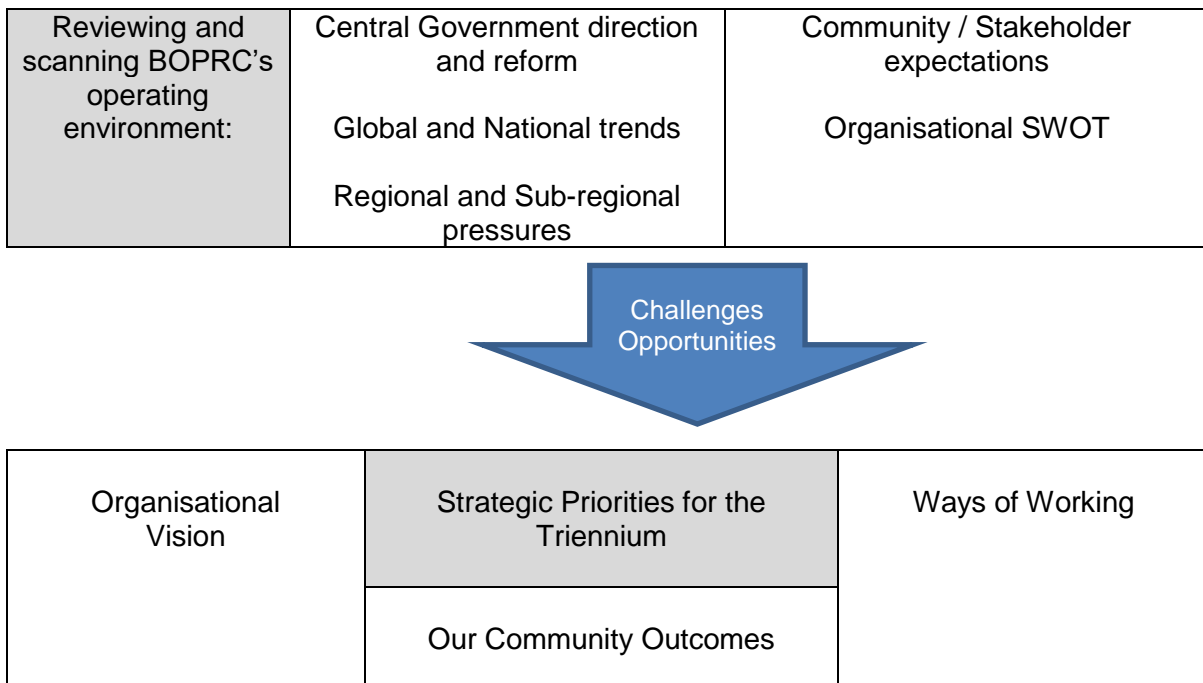 Reviewing and
scanning BOPRC's
operating
environment:
Central Government direction
and reform
Global and National trends
Regional and Sub-regional
pressures
Community / Stakeholder
expectations
Organisational SWOT
Challenges
Opportunities
Organisational
Vision
Strategic Priorities for the
Triennium
Our Community Outcomes
Ways of Working